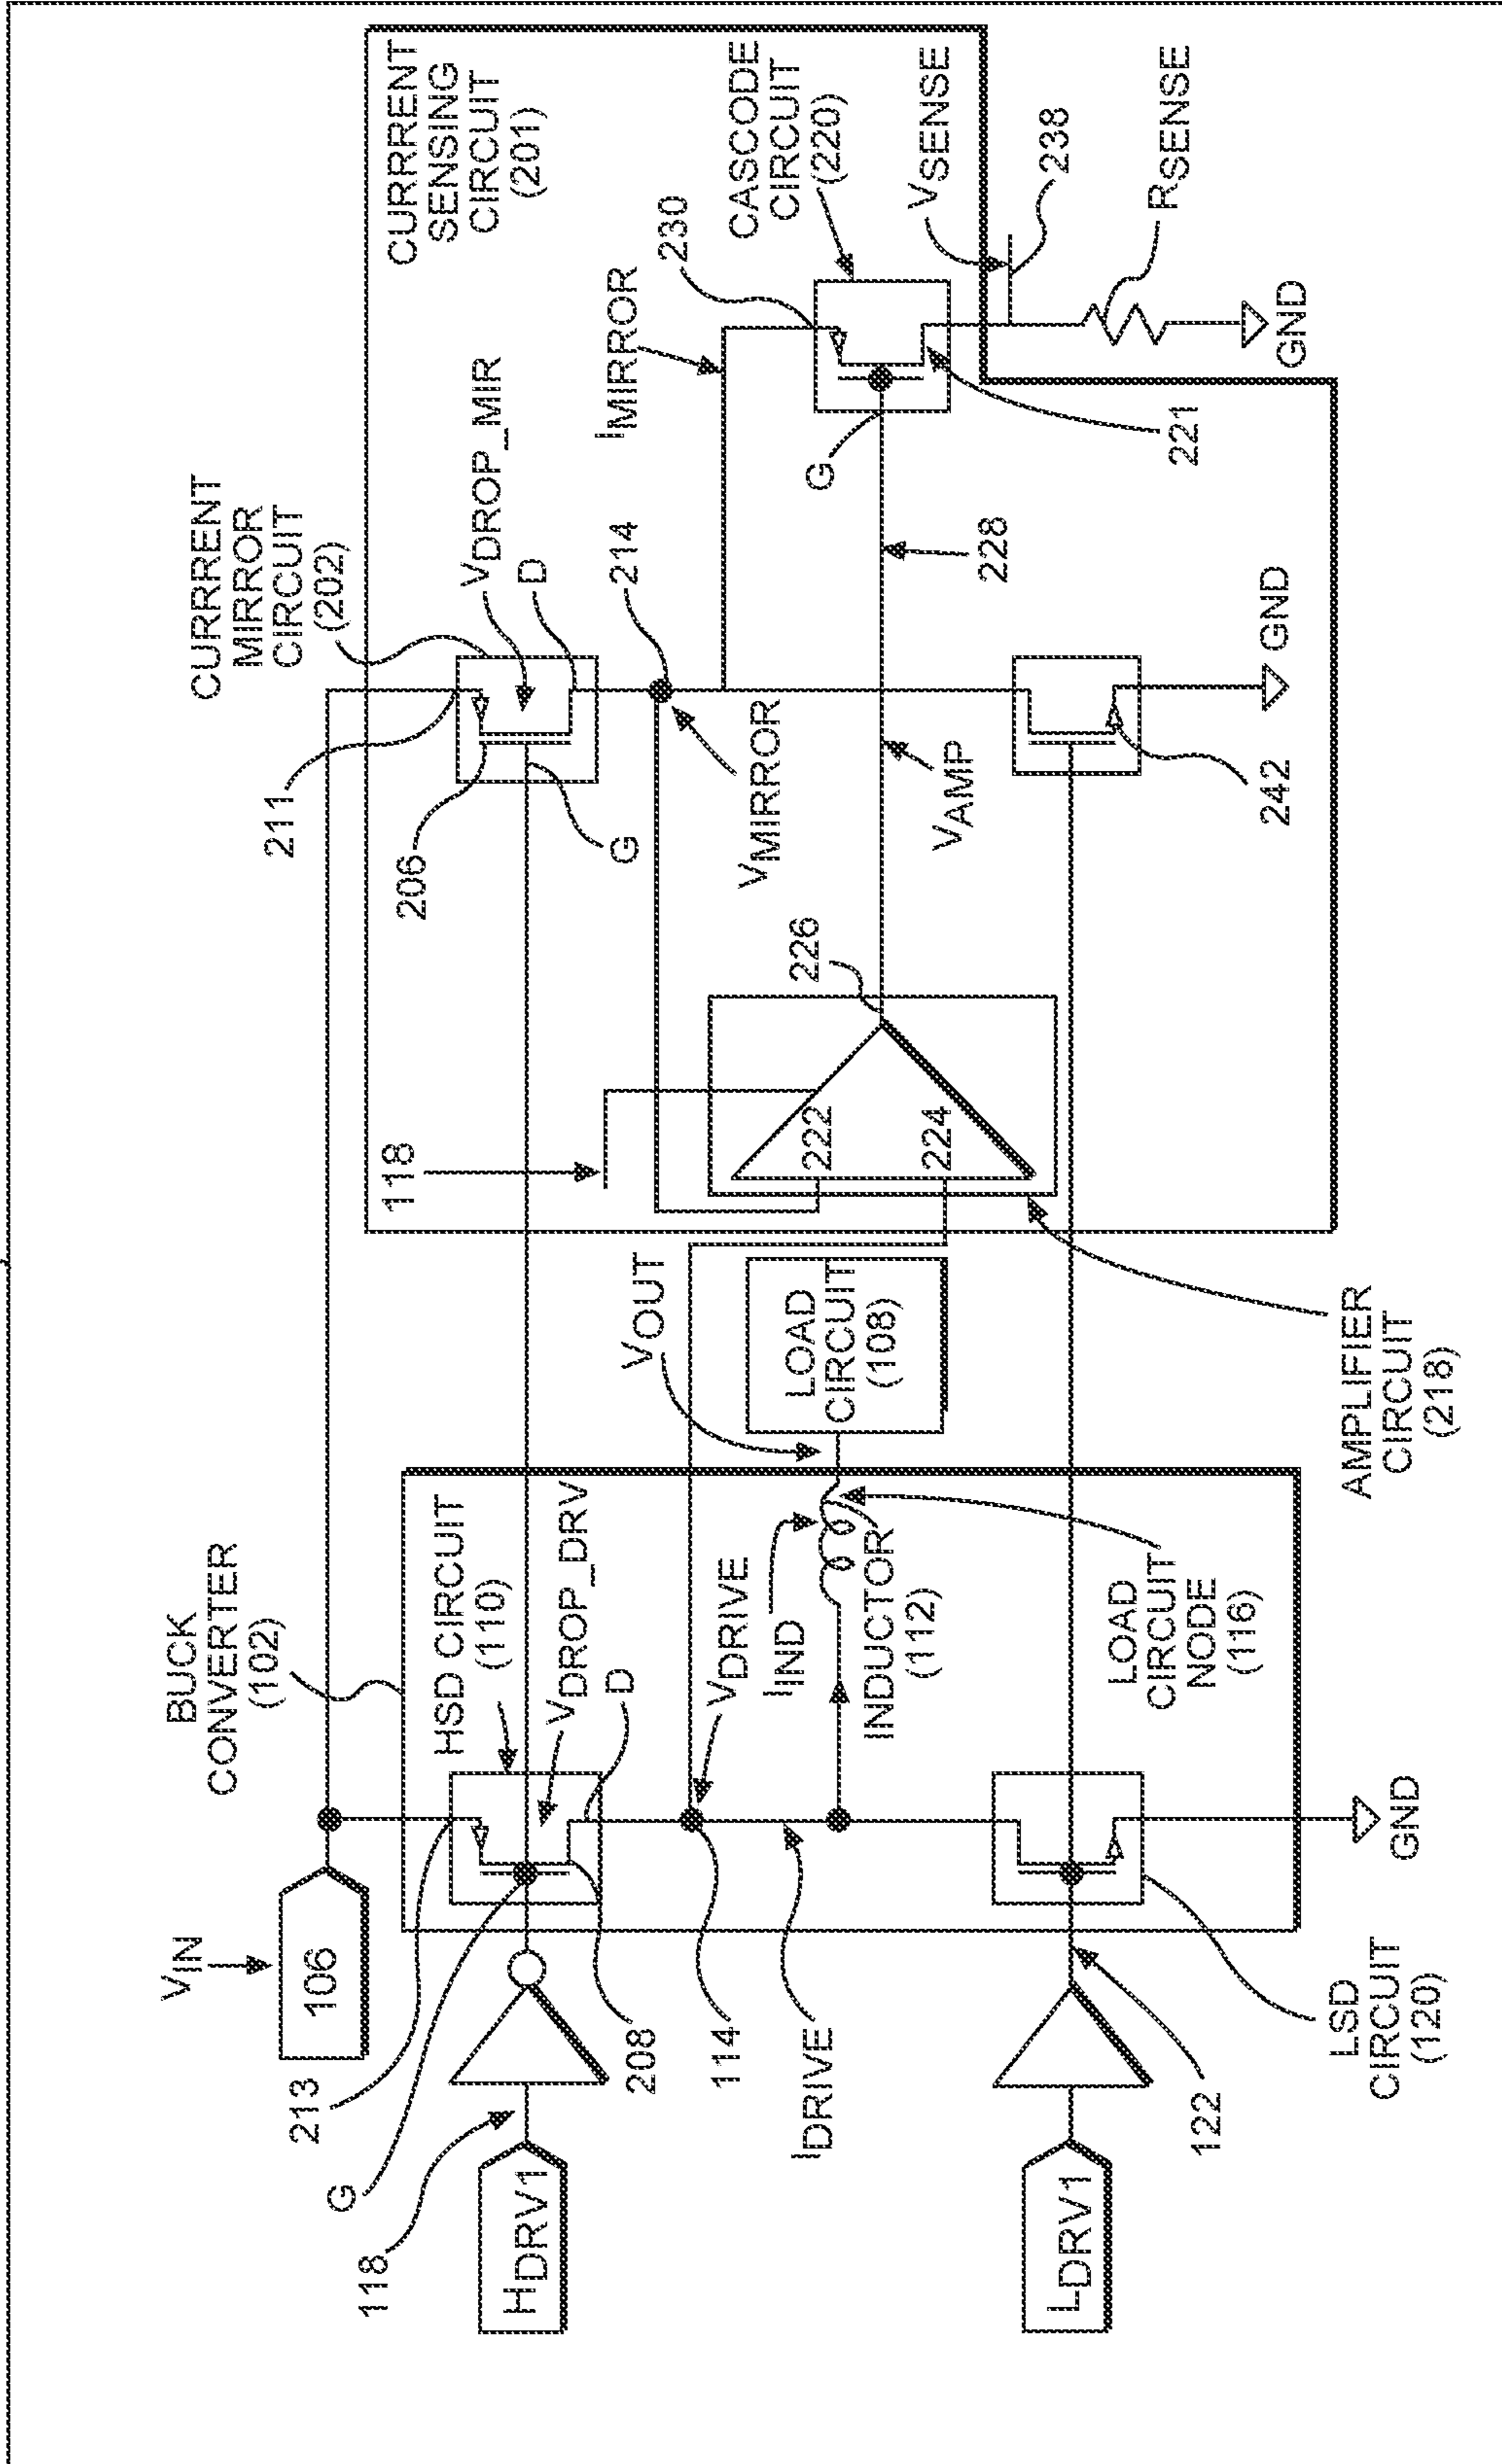 BUCK
CONVERTER
(102)
VIN
106
213
G
118
HDRV1
HSD CIRCUIT
(110)
VDROP_DRV
D
208
114
VDRIVE
IDRIVE
IIND
INDUCTOR
(112)
VOUT
LOAD
CIRCUIT
(108)
LOAD
CIRCUIT
NODE
(116)
LDRV1
122
LSD
CIRCUIT
(120)
GND
AMPLIFIER
CIRCUIT
(218)
CURRRENT
MIRROR
CIRCUIT
(202)
211
206
G
VDROP_MIR
D
214
VMIRROR
118
222
224
226
VAMP
228
242
GND
CURRRENT
SENSING
CIRCUIT
(201)
IMIRROR
230
CASCODE
CIRCUIT
(220)
G
221
VSENSE
238
RSENSE
GND